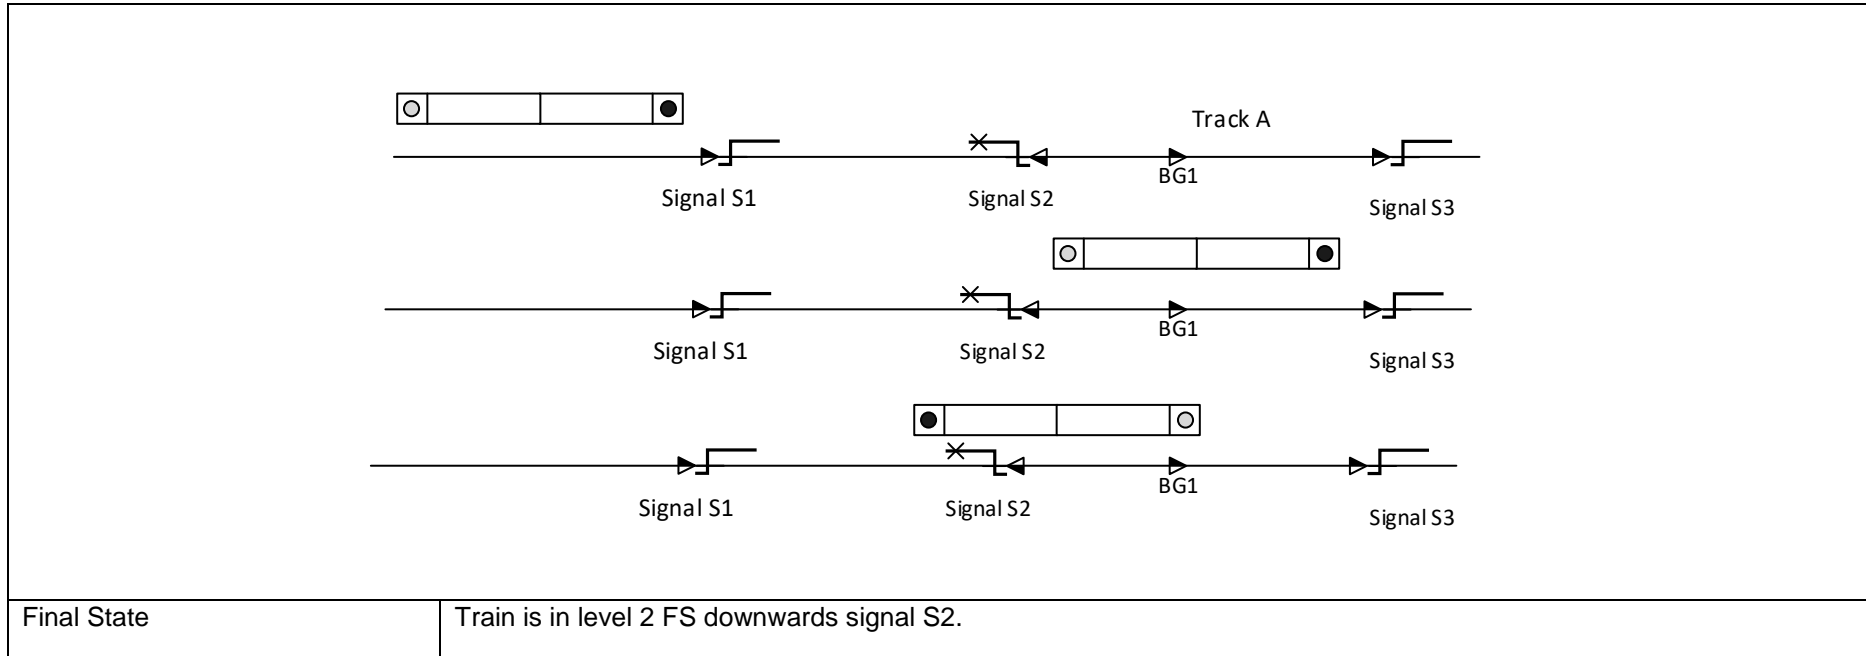 Track A
BG1
Signal S1
Signal S2
Signal S3
BG1
Signal S1
Signal S2
Signal S3
BG1
Signal S1
Signal S2
Signal S3
Final State
Train is in level 2 FS downwards signal S2.